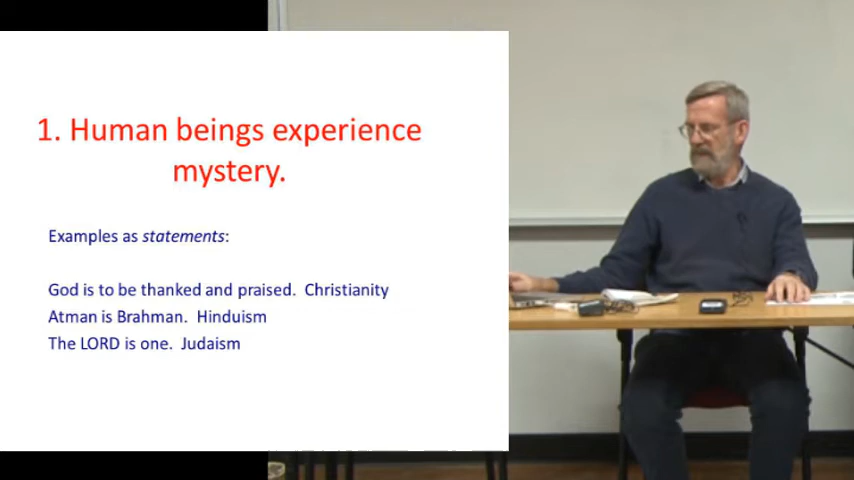 1. Human beings experience
mystery.
Examples as statements:
God is to be thanked and praised.  Christianity
Atman is Brahman.  Hinduism
The LORD is one.  Judaism